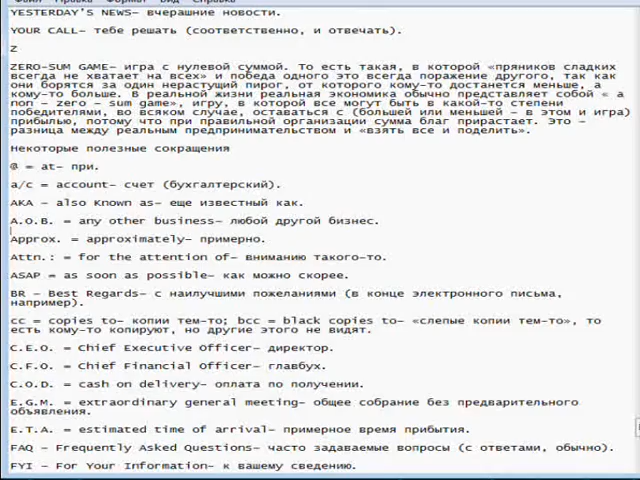 Файл Правка Формат Вид Справка
YESTERDAY'S NEWS- вчерашние новости.
YOUR CALL- тебе решать (соответственно, и отвечать).
Z
ZERO-SUM GAME- игра с нулевой суммой. То есть такая, в которой «пряников сладких
всегда не хватает на всех» и победа одного это всегда поражение другого, так как
они борятся за один нерастущий пирог, от которого кому-то достанется меньше, а
кому-то больше. В реальной жизни реальная экономика обычно представляет собой « a
non - zero - sum game», игру, в которой все могут быть в какой-то степени
победителями, во всяком случае, оставаться с (большей или меньшей – в этом и игра)
прибылью, потому что при правильной организации сумма благ прирастает. Это –
разница между реальным предпринимательством и «взять все и поделить».
Некоторые полезные сокращения
@ = at- при.
a/c = account- счет (бухгалтерский).
AKA – also Known as- еще известный как.
A.O.B. = any other business- любой другой бизнес.
Approx. = approximately- примерно.
Attn.: = for the attention of- вниманию такого-то.
ASAP = as soon as possible- как можно скорее.
BR – Best Regards- с наилучшими пожеланиями (в конце электронного письма,
например).
cc = copies to- копии тем-то; bcc = black copies to- «слепые копии тем-то», то
есть кому-то копируют, но другие этого не видят.
C.E.O. = Chief Executive Officer- директор.
C.F.O. = Chief Financial Officer- главбух.
C.O.D. = cash on delivery- оплата по получении.
E.G.M. = extraordinary general meeting- общее собрание без предварительного
объявления.
E.T.A. = estimated time of arrival- примерное время прибытия.
FAQ – Frequently Asked Questions- часто задаваемые вопросы (с ответами, обычно).
FYI – For Your Information- к вашему сведению.